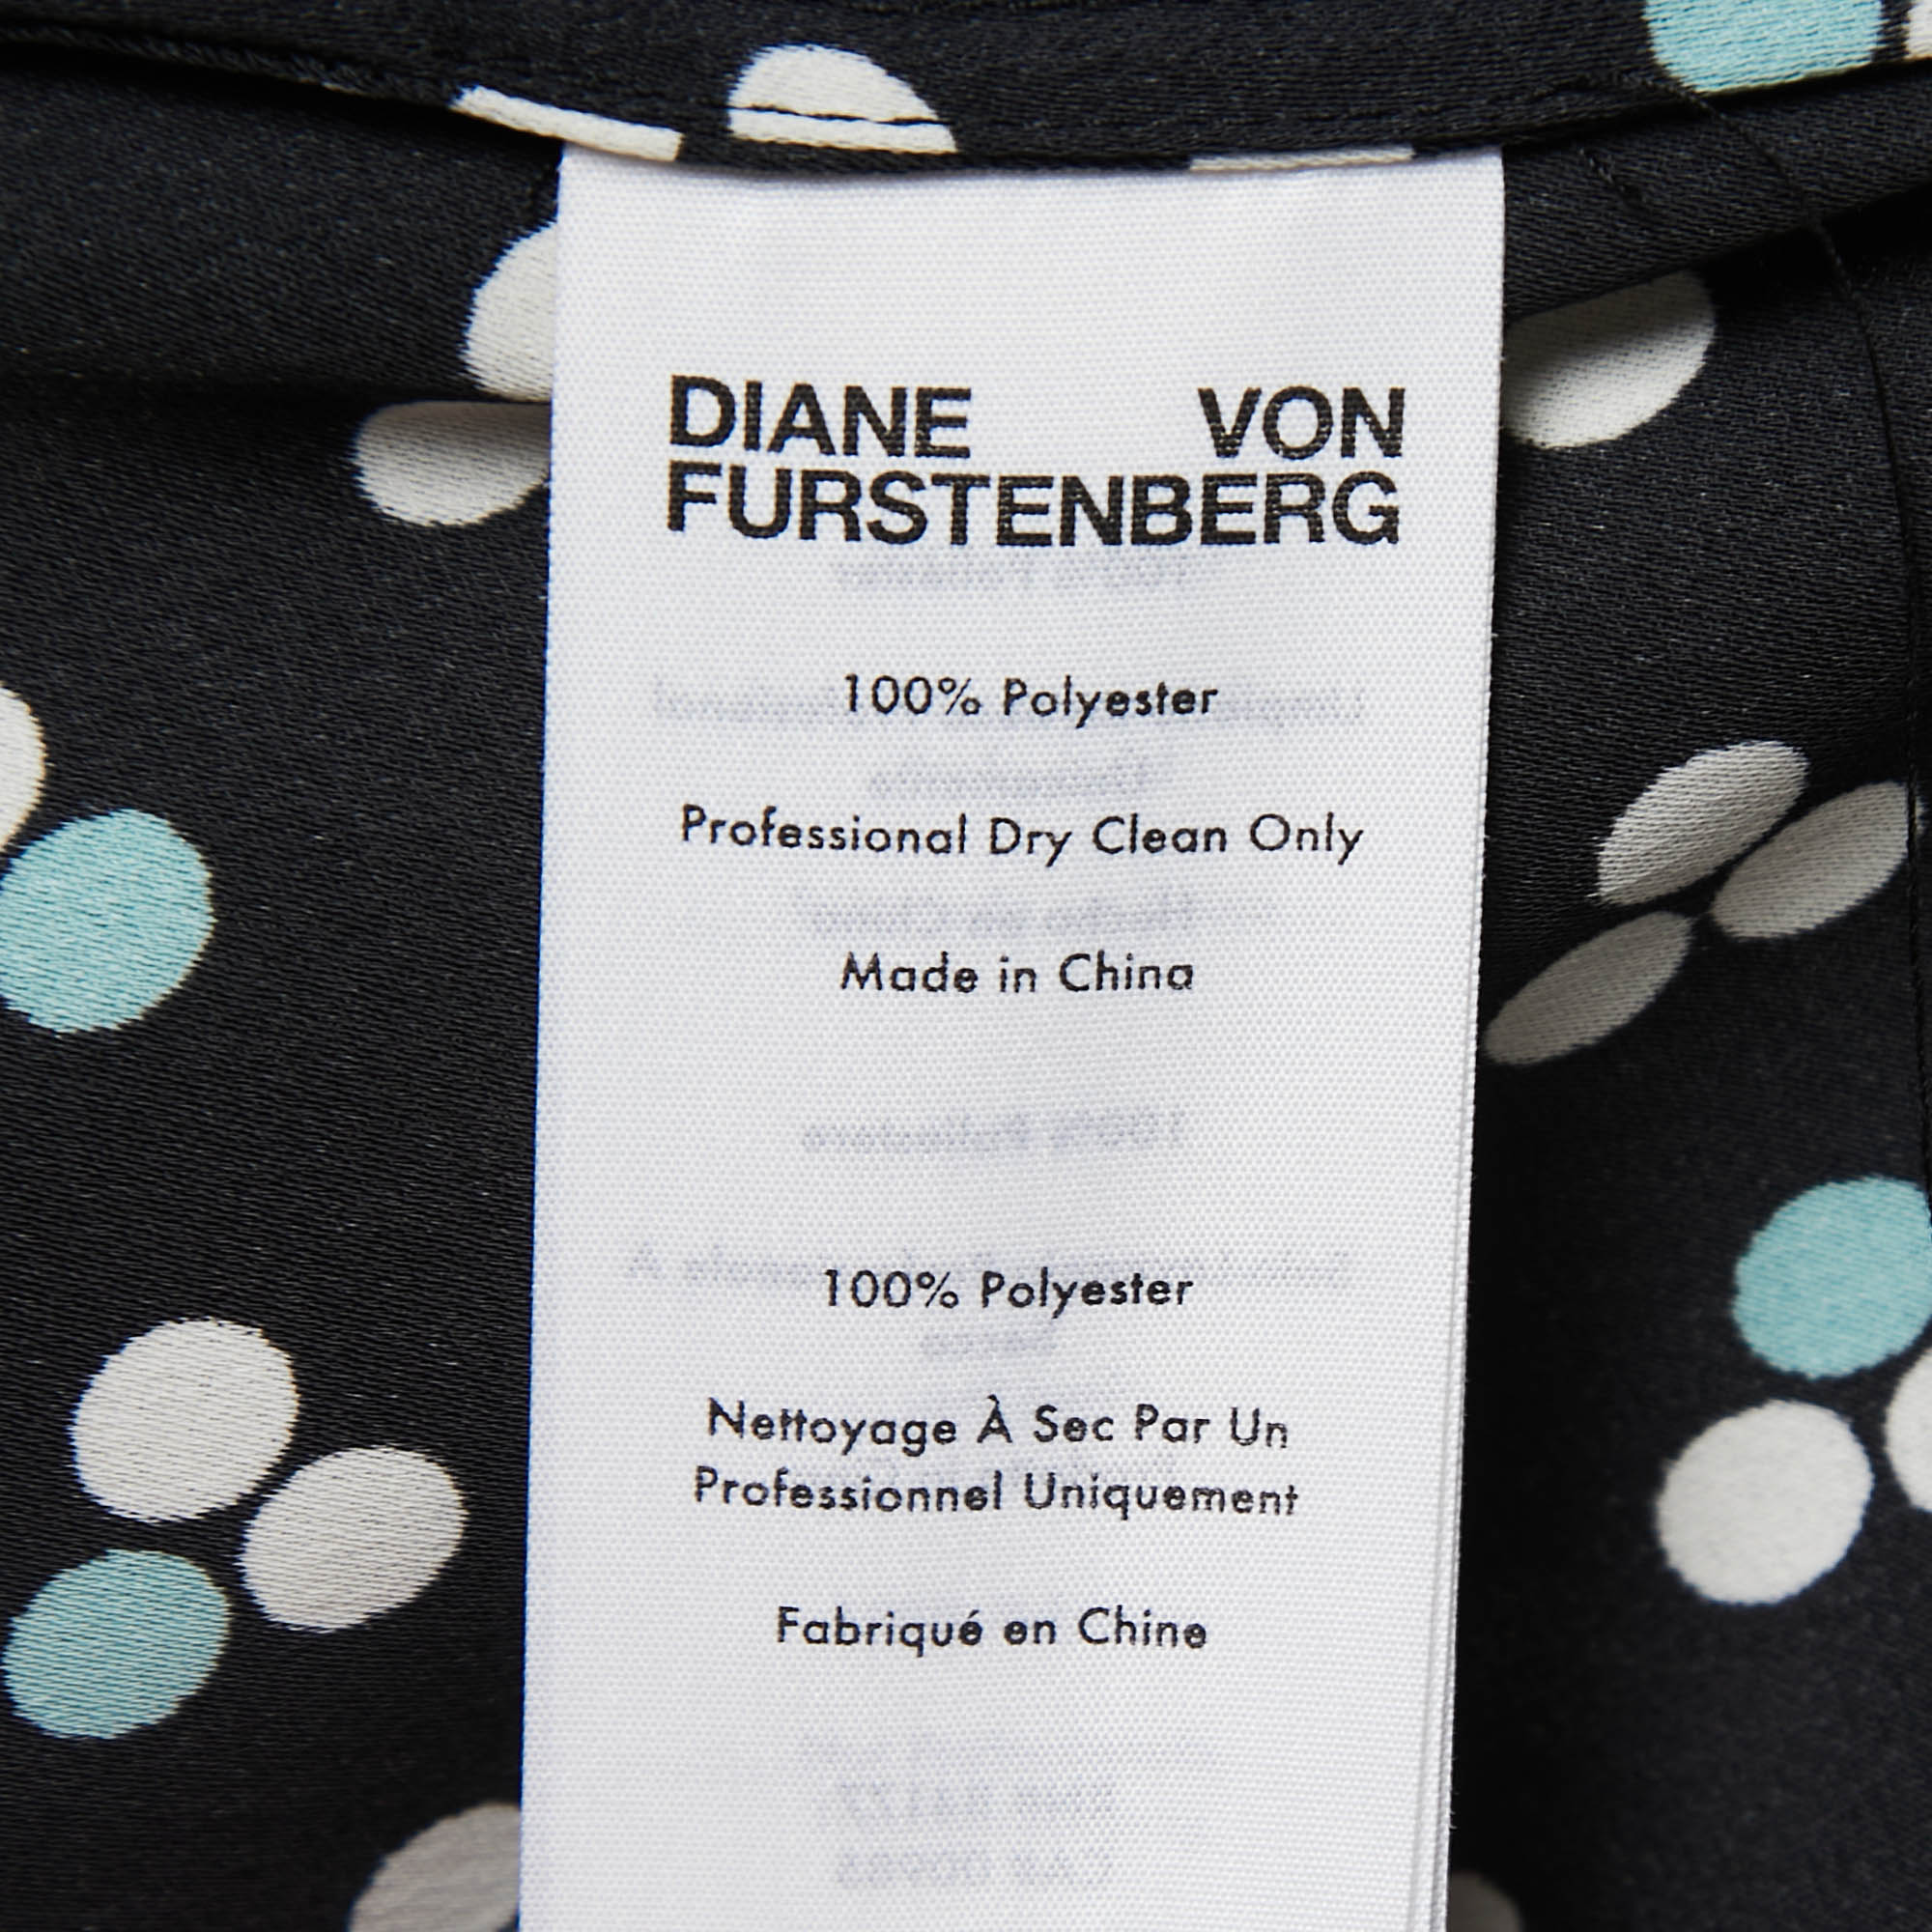 DIANE VON
FURSTENBERG
100% Polyester
Professional Dry Clean Only
Made in China
100% Polyester
Nettoyage À Sec Par Un
Professionnel Uniquement
Fabriqué en Chine